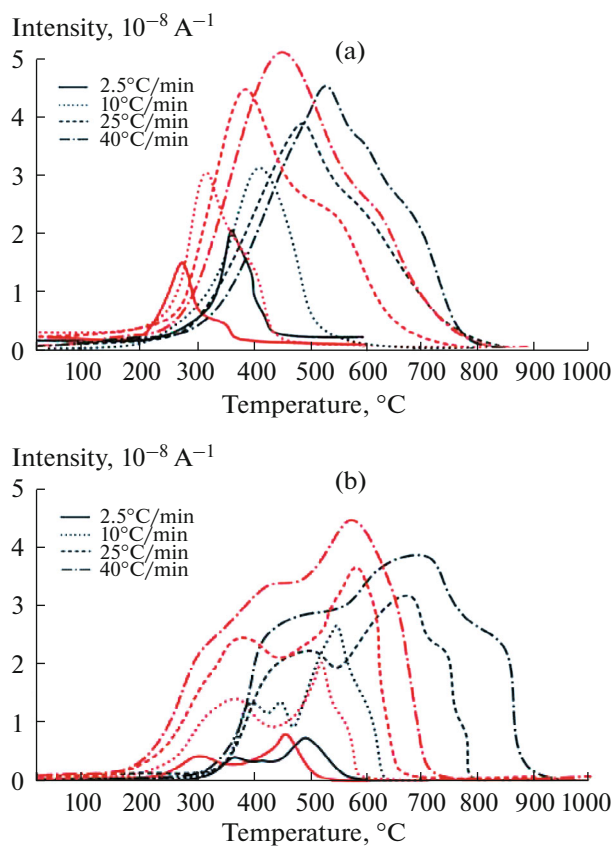 Intensity, 10⁻⁸ A⁻¹
(a)
5
4
3
2
1
0
2.5°C/min
10°C/min
25°C/min
40°C/min
100 200 300 400 500 600 700 800 900 1000
Temperature, °C
Intensity, 10⁻⁸ A⁻¹
(b)
5
4
3
2
1
0
2.5°C/min
10°C/min
25°C/min
40°C/min
100 200 300 400 500 600 700 800 900 1000
Temperature, °C